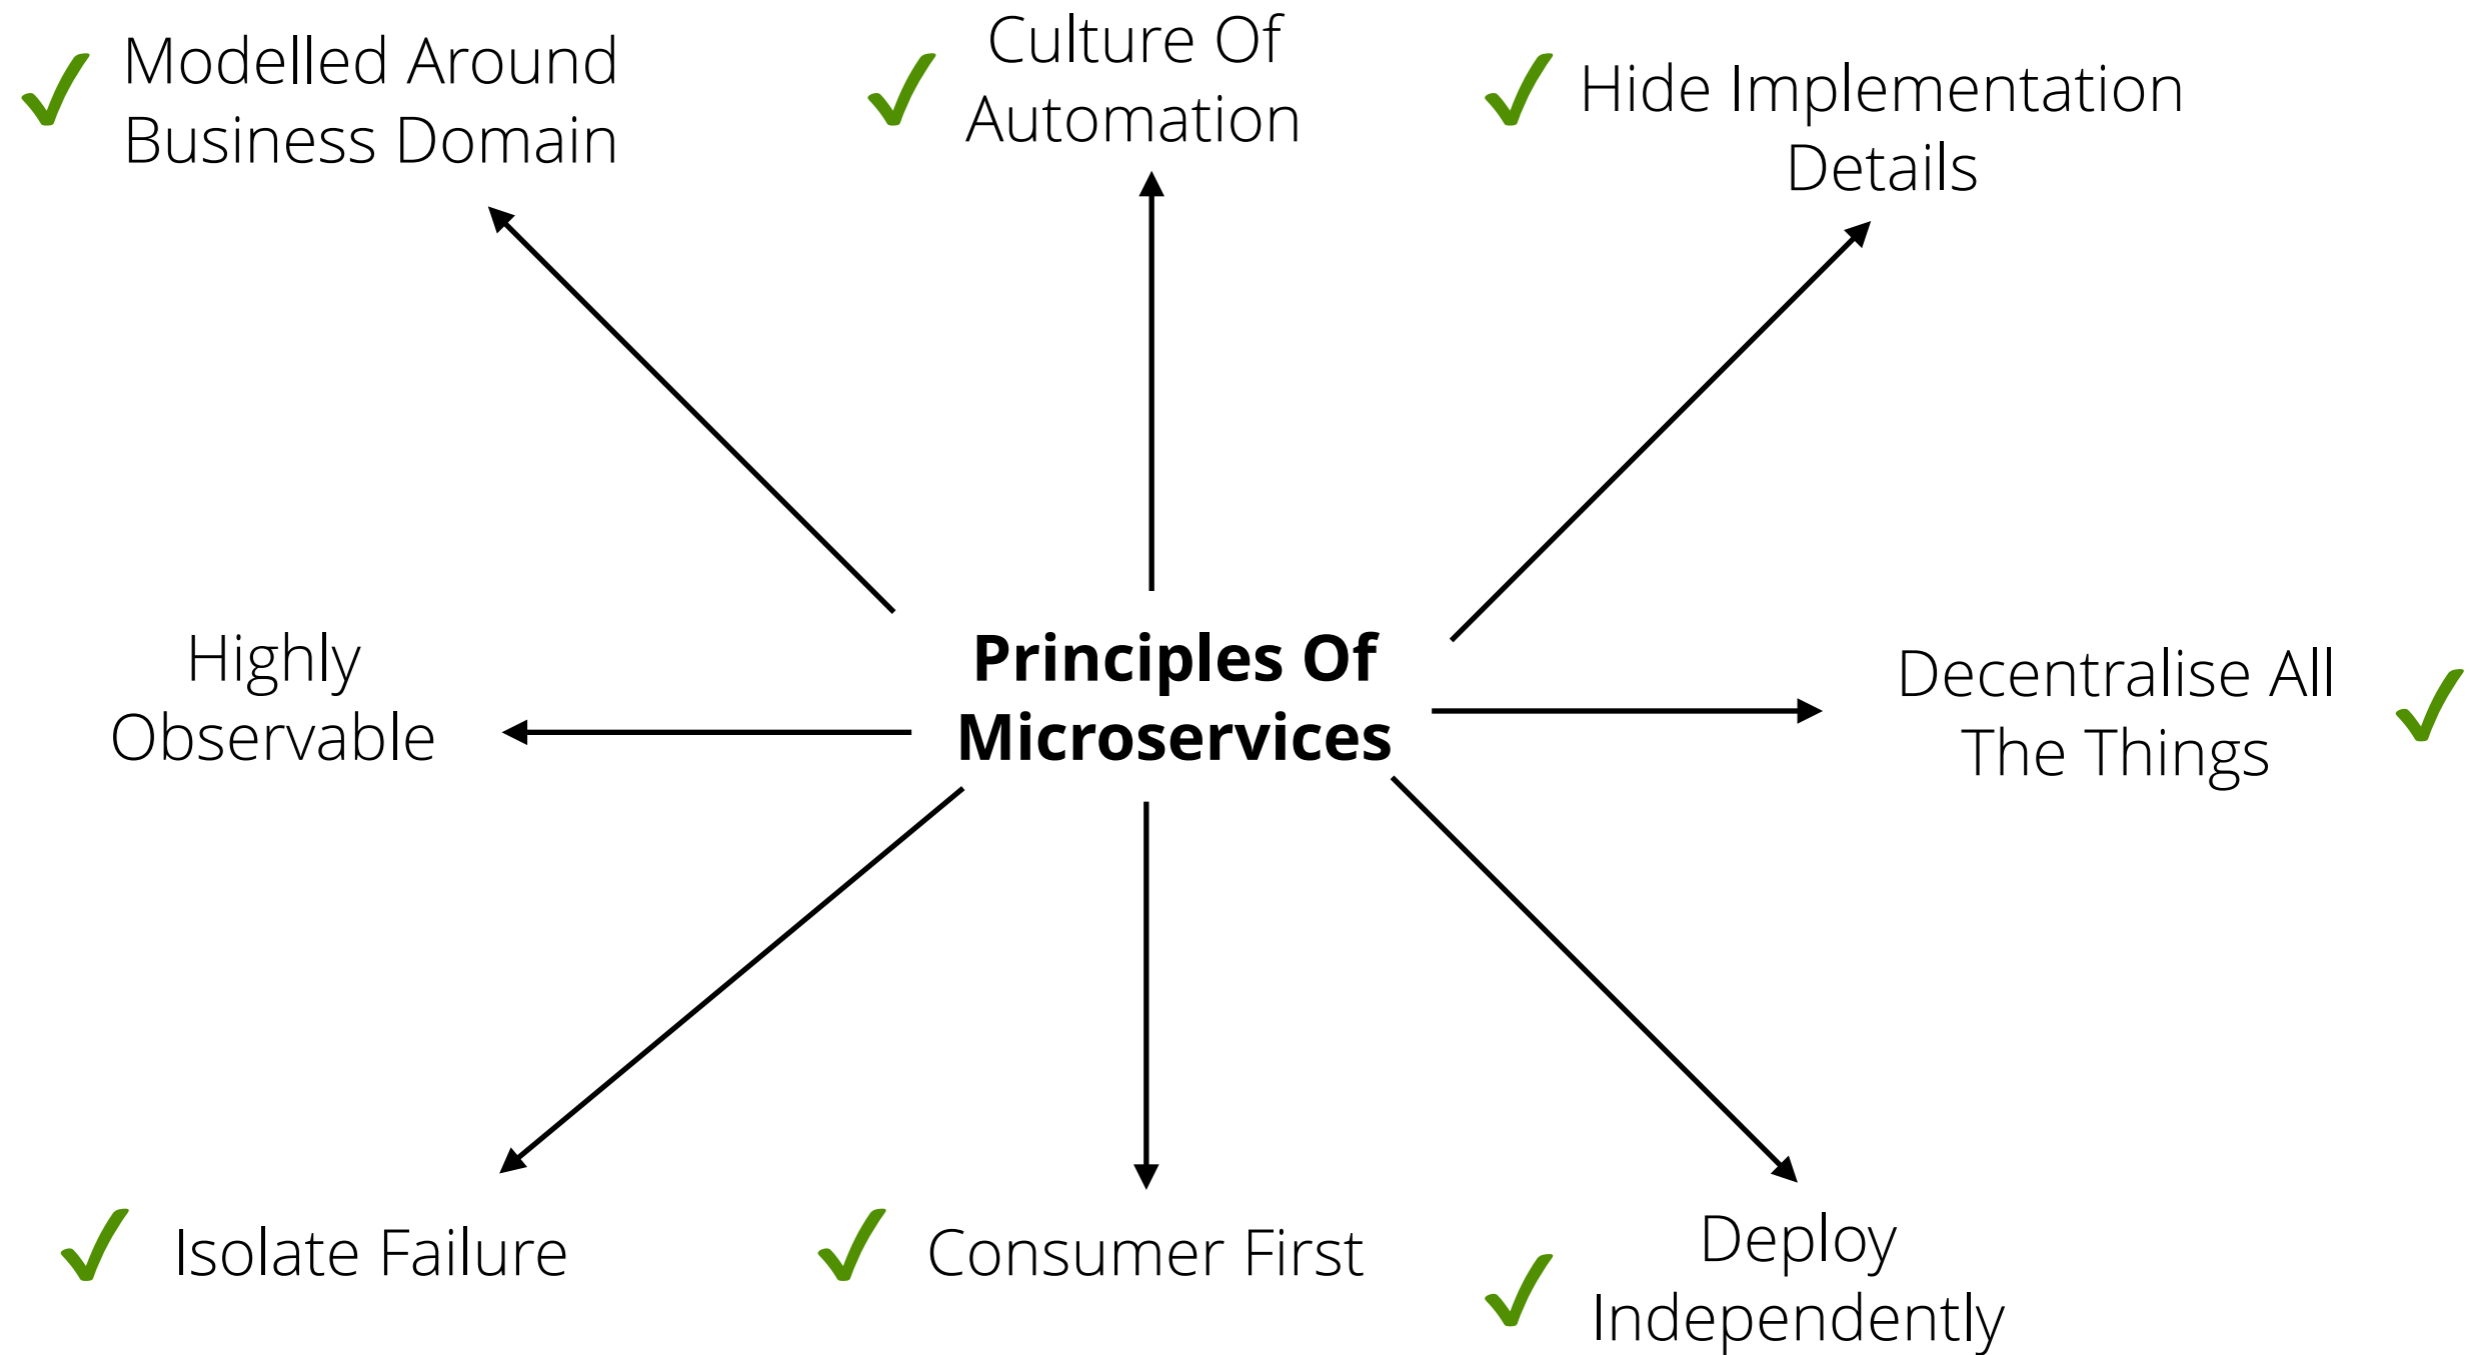 Modelled Around
Business Domain
Culture Of
Automation
Hide Implementation
Details
Highly
Observable
Principles Of
Microservices
Decentralise All
The Things
Isolate Failure
Consumer First
Deploy
Independently